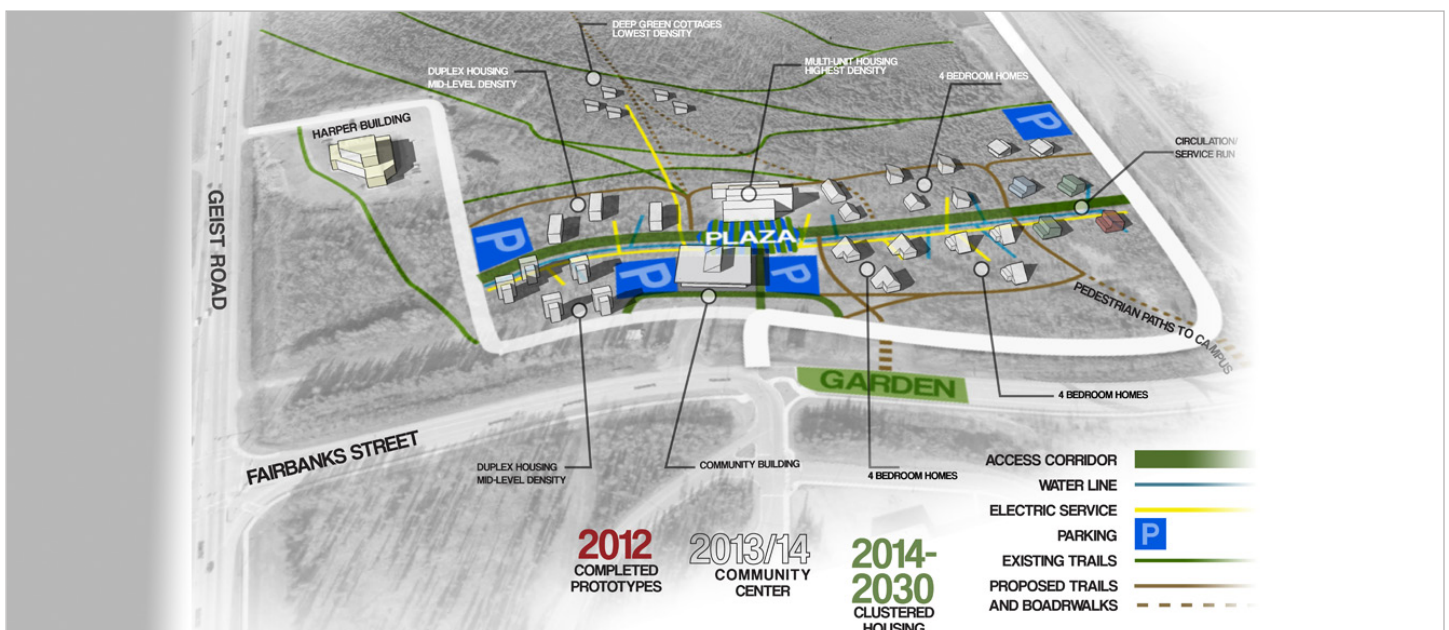 DEEP GREEN COTTAGES
LOWEST DENSITY
DUPLEX HOUSING
MID-LEVEL DENSITY
MULTI-UNIT HOUSING
HIGHEST DENSITY
4 BEDROOM HOMES
P
HARPER BUILDING
CIRCULATION/
SERVICE RUN
GEIST ROAD
P
PLAZA
P
P
PEDESTRIAN PATHS TO CAMPUS
GARDEN
4 BEDROOM HOMES
FAIRBANKS STREET
DUPLEX HOUSING
MID-LEVEL DENSITY
COMMUNITY BUILDING
4 BEDROOM HOMES
2012
COMPLETED
PROTOTYPES
2013/14
COMMUNITY
CENTER
2014-
2030
CLUSTERED
HOUSING
ACCESS CORRIDOR
WATER LINE
ELECTRIC SERVICE
PARKING
P
EXISTING TRAILS
PROPOSED TRAILS
AND BOADRWALKS